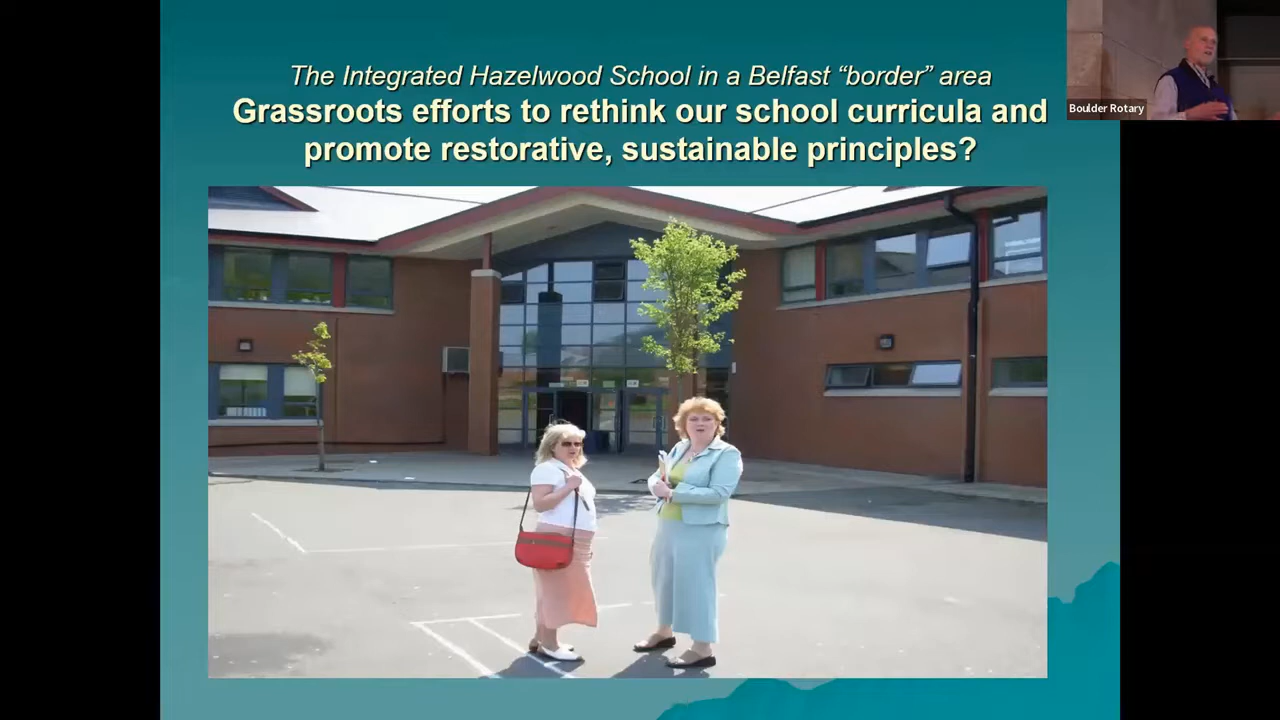 The Integrated Hazelwood School in a Belfast “border” area
Grassroots efforts to rethink our school curricula and
promote restorative, sustainable principles?
Boulder Rotary